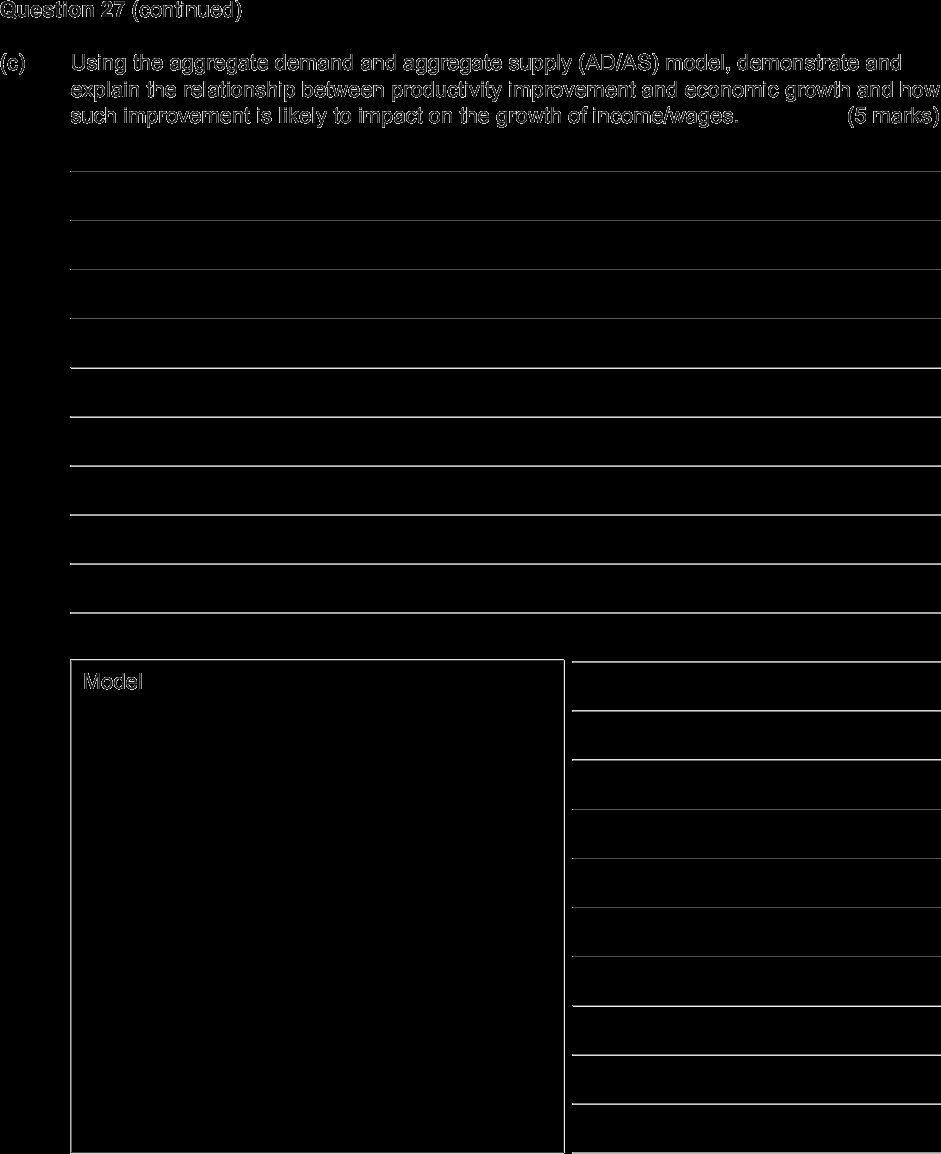 Question 27 (continued)
(c) Using the aggregate demand and aggregate supply (AD/AS) model, demonstrate and
explain the relationship between productivity improvement and economic growth and how
such improvement is likely to impact on the growth of income/wages. (5 marks)
Model